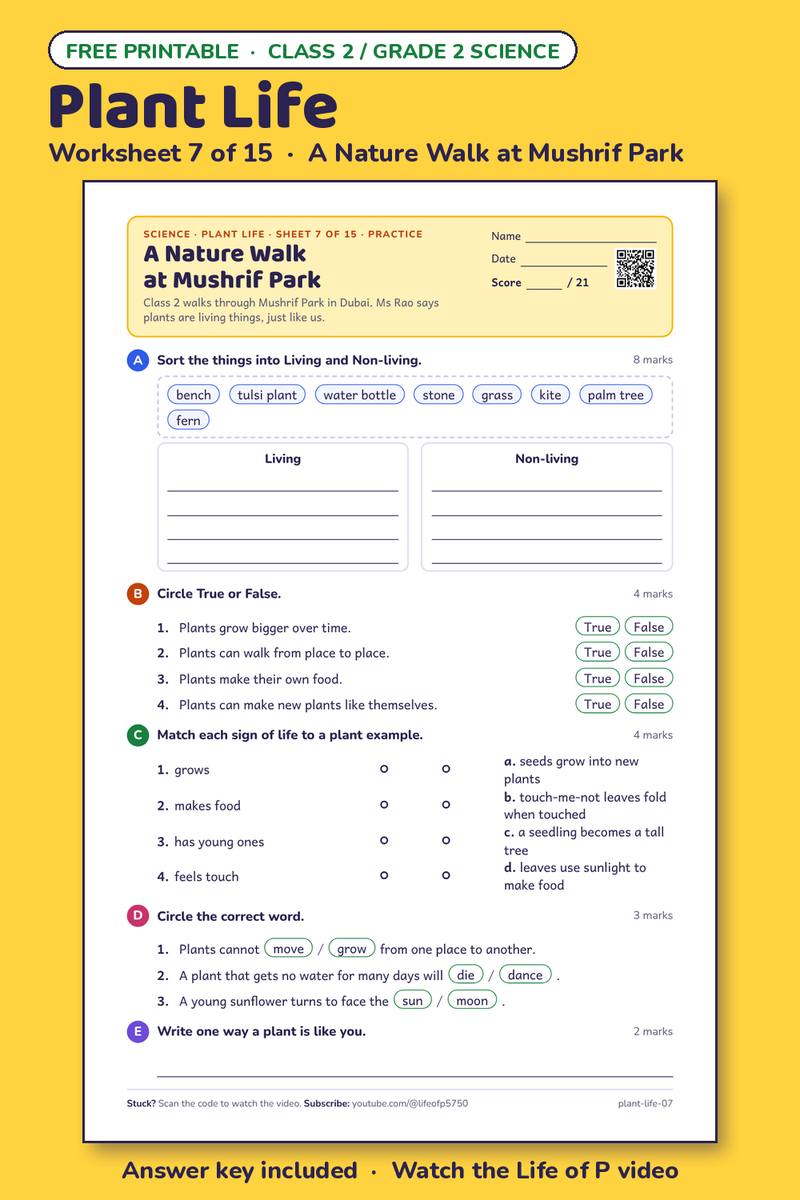 FREE PRINTABLE · CLASS 2 / GRADE 2 SCIENCE
Plant Life
Worksheet 7 of 15 · A Nature Walk at Mushrif Park
SCIENCE · PLANT LIFE · SHEET 7 OF 15 · PRACTICE
A Nature Walk
at Mushrif Park
Class 2 walks through Mushrif Park in Dubai. Ms Rao says
plants are living things, just like us.
Name
Date
Score / 21
A Sort the things into Living and Non-living. 8 marks
bench tulsi plant water bottle stone grass kite palm tree
fern
Living Non-living
B Circle True or False. 4 marks
1. Plants grow bigger over time. True False
2. Plants can walk from place to place. True False
3. Plants make their own food. True False
4. Plants can make new plants like themselves. True False
C Match each sign of life to a plant example. 4 marks
1. grows
a. seeds grow into new
plants
2. makes food
b. touch-me-not leaves fold
when touched
3. has young ones
c. a seedling becomes a tall
tree
4. feels touch
d. leaves use sunlight to
make food
D Circle the correct word. 3 marks
1. Plants cannot move / grow from one place to another.
2. A plant that gets no water for many days will die / dance .
3. A young sunflower turns to face the sun / moon .
E Write one way a plant is like you. 2 marks
Stuck? Scan the code to watch the video. Subscribe: youtube.com/@lifeofp5750 plant-life-07
Answer key included · Watch the Life of P video